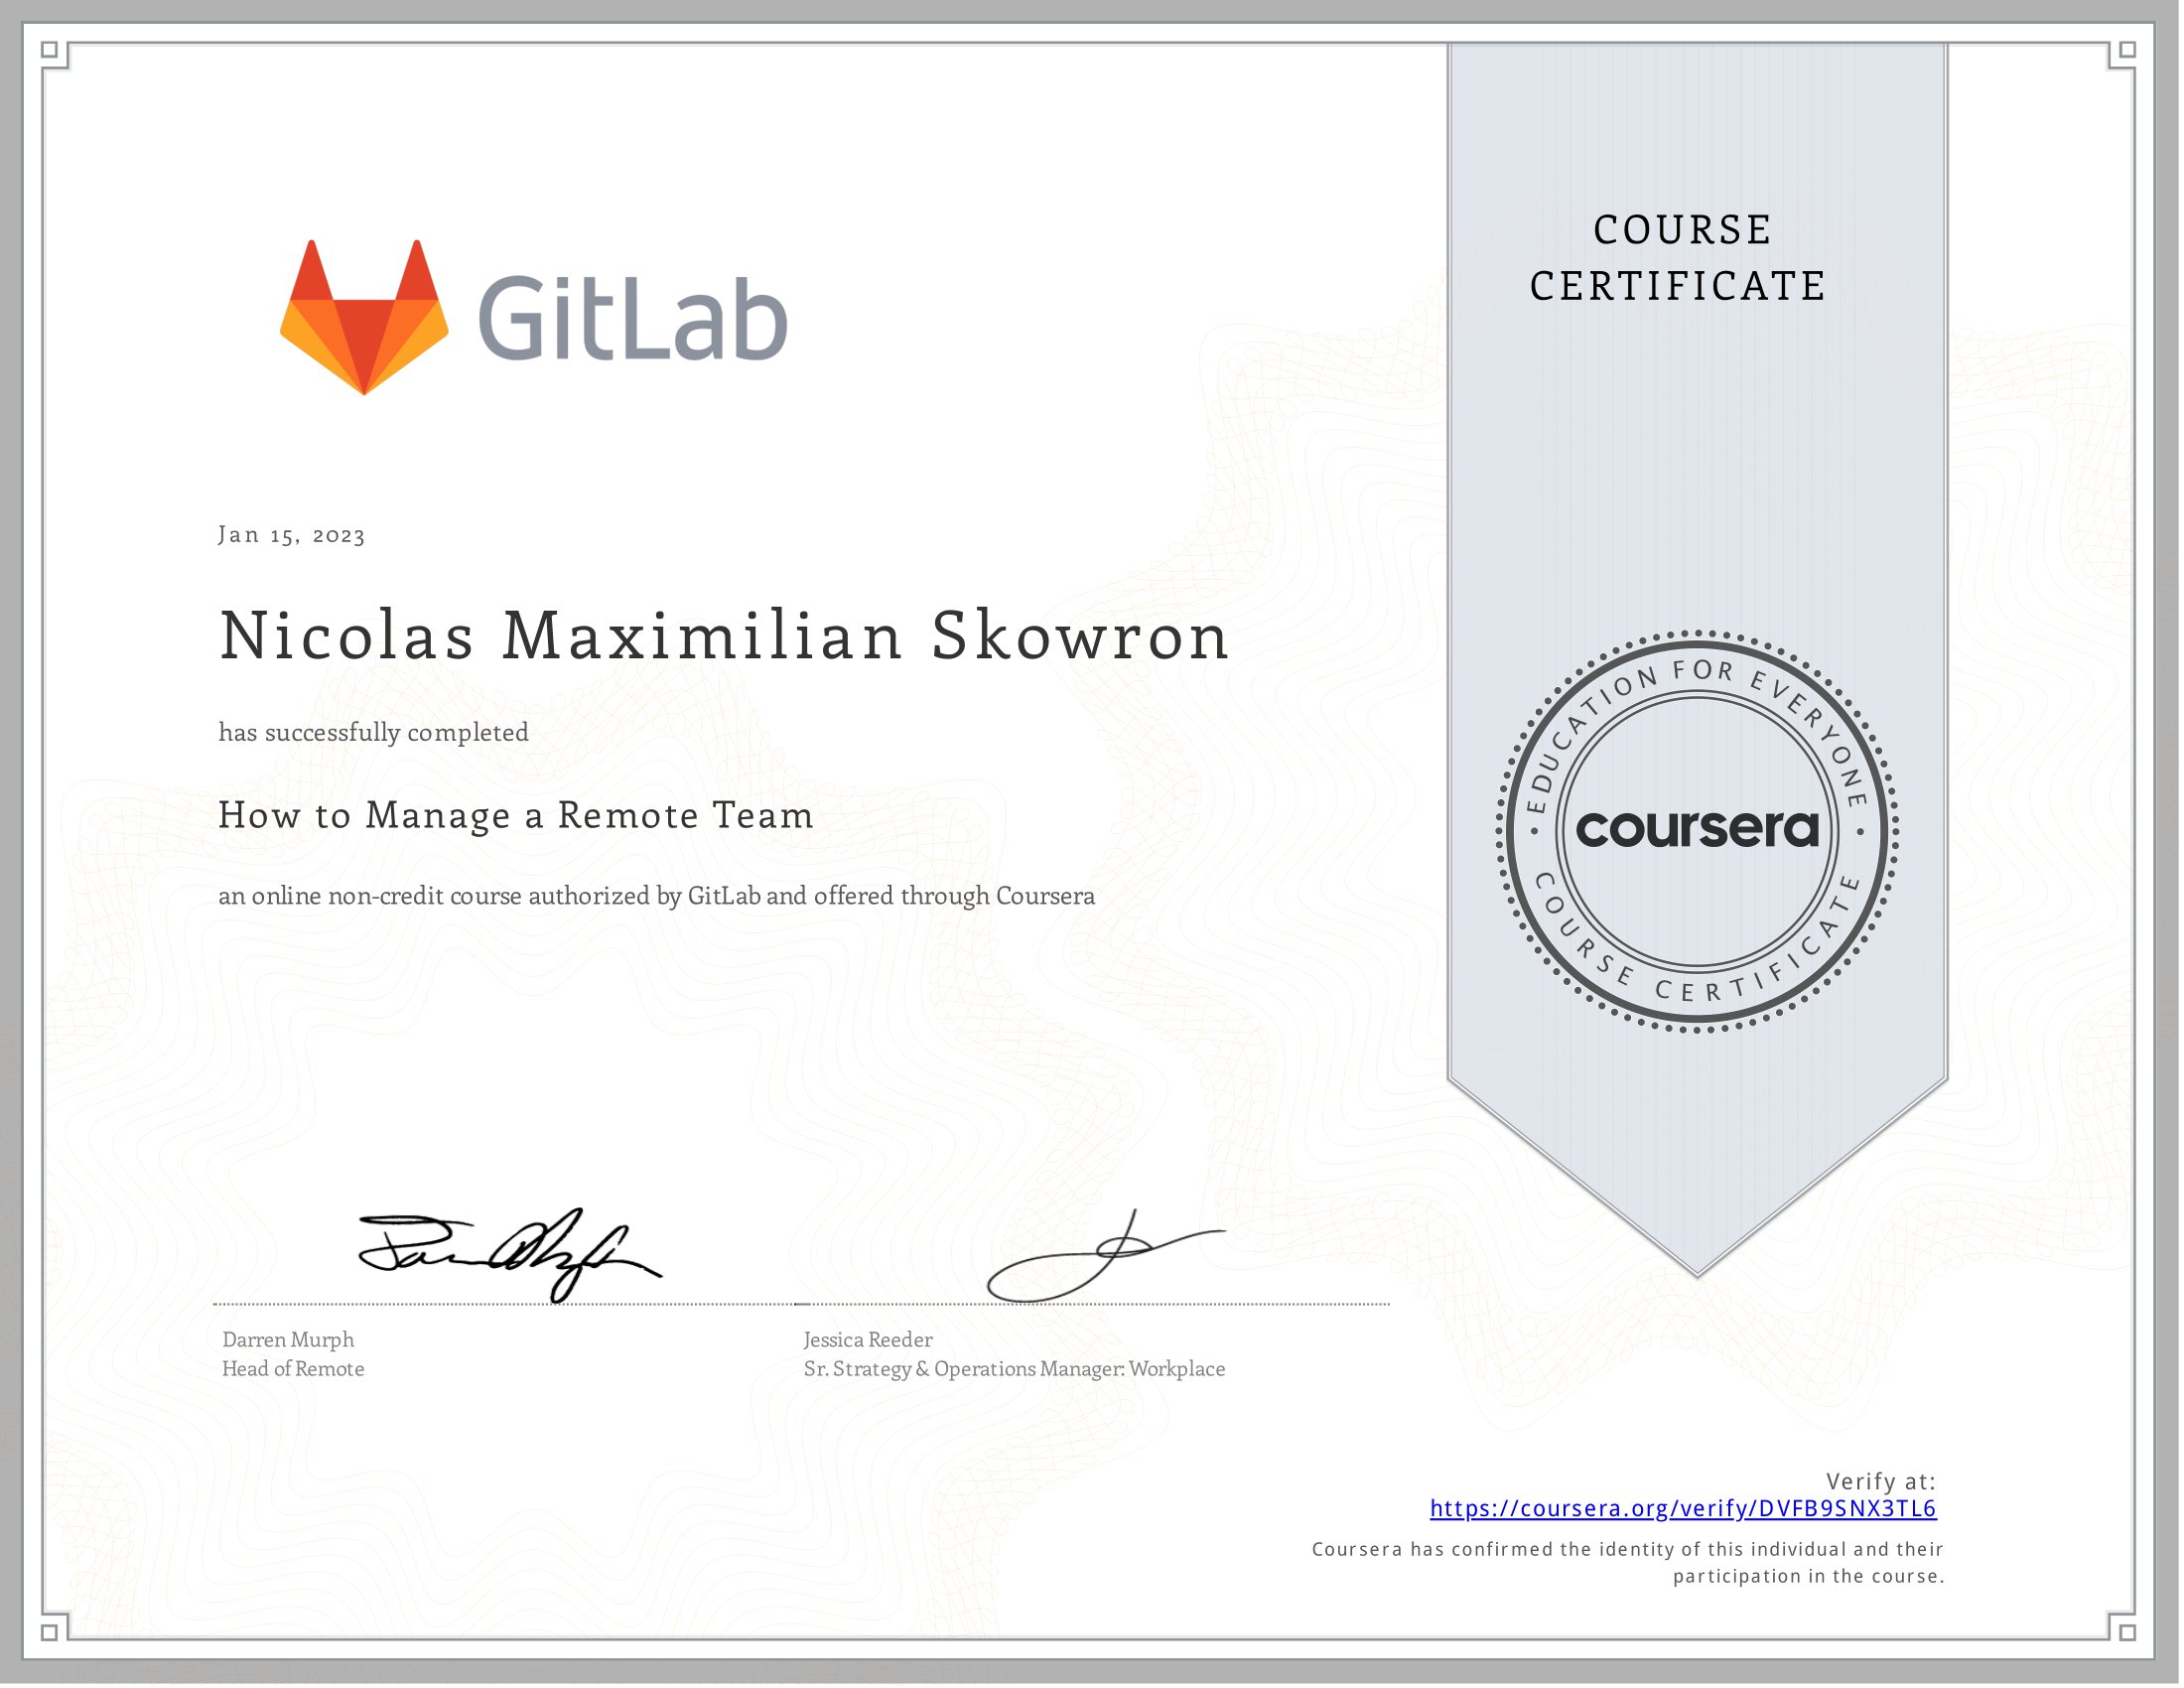 GitLab
COURSE
CERTIFICATE
Jan 15, 2023
Nicolas Maximilian Skowron
has successfully completed
How to Manage a Remote Team
an online non-credit course authorized by GitLab and offered through Coursera
EDUCATION FOR EVERYONE
coursera
COURSE CERTIFICATE
Darren Murph
Head of Remote
Jessica Reeder
Sr. Strategy & Operations Manager: Workplace
Verify at:
https://coursera.org/verify/DVFB9SNX3TL6
Coursera has confirmed the identity of this individual and their
participation in the course.